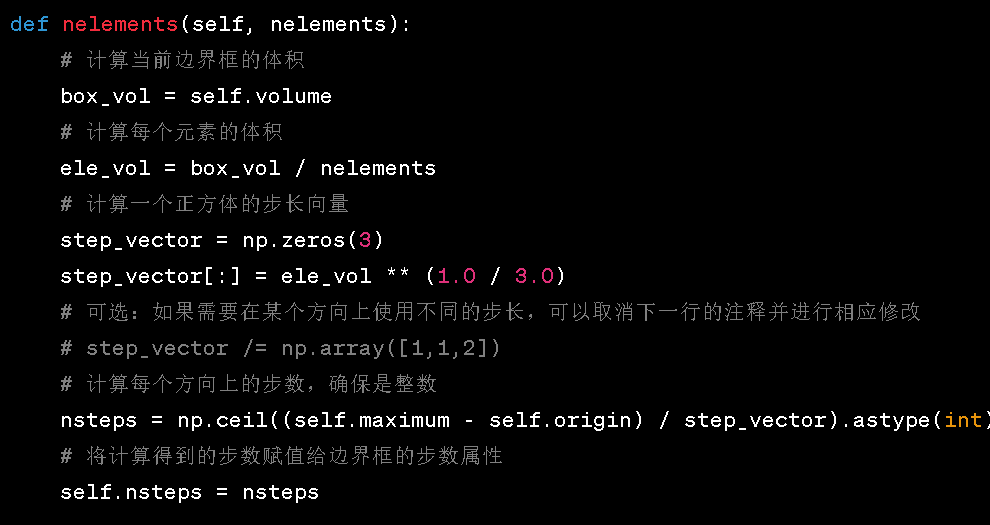 def nelements(self, nelements):
# 计算当前边界框的体积
box_vol = self.volume
# 计算每个元素的体积
ele_vol = box_vol / nelements
# 计算一个正方体的步长向量
step_vector = np.zeros(3)
step_vector[:] = ele_vol ** (1.0 / 3.0)
# 可选：如果需要在某个方向上使用不同的步长，可以取消下一行的注释并进行相应修改
# step_vector /= np.array([1,1,2])
# 计算每个方向上的步数，确保是整数
nsteps = np.ceil((self.maximum - self.origin) / step_vector).astype(int)
# 将计算得到的步数赋值给边界框的步数属性
self.nsteps = nsteps